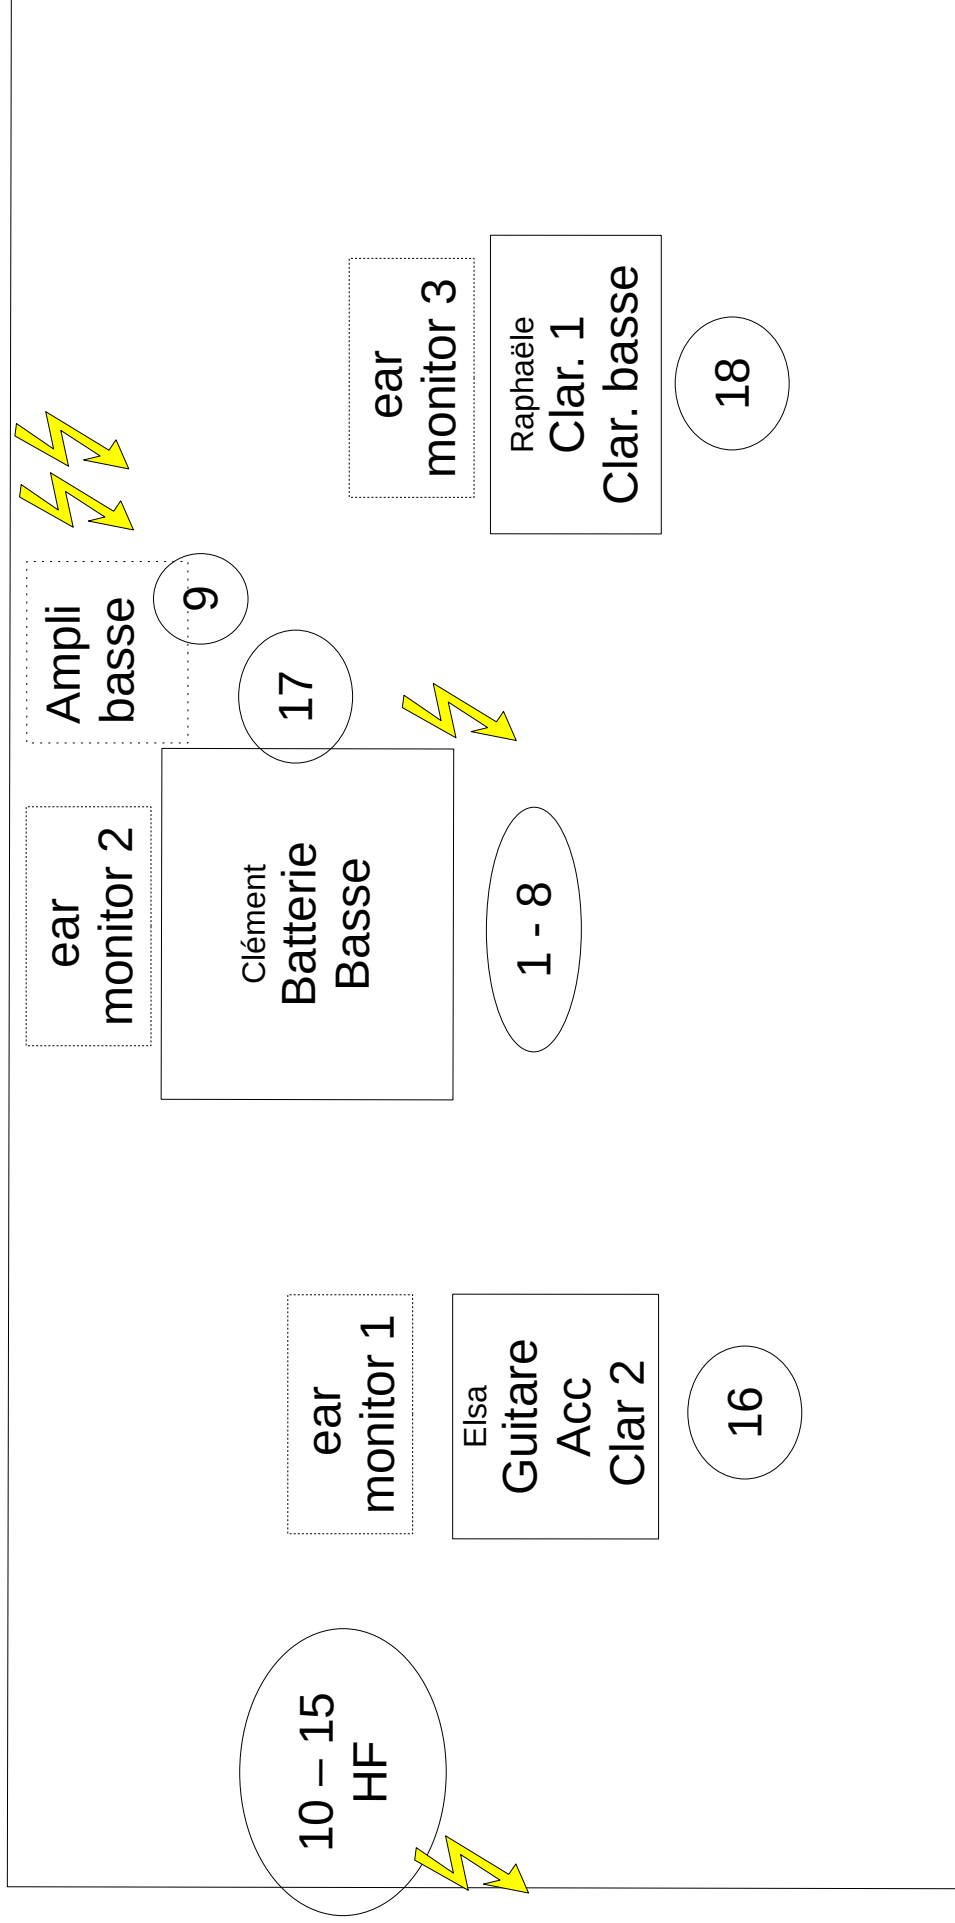 Ampli
basse
9
17
ear
monitor 2
Clément
Batterie
Basse
1 - 8
ear
monitor 3
Raphaële
Clar. 1
Clar. basse
18
ear
monitor 1
Elsa
Guitare
Acc
Clar 2
16
10 – 15
HF